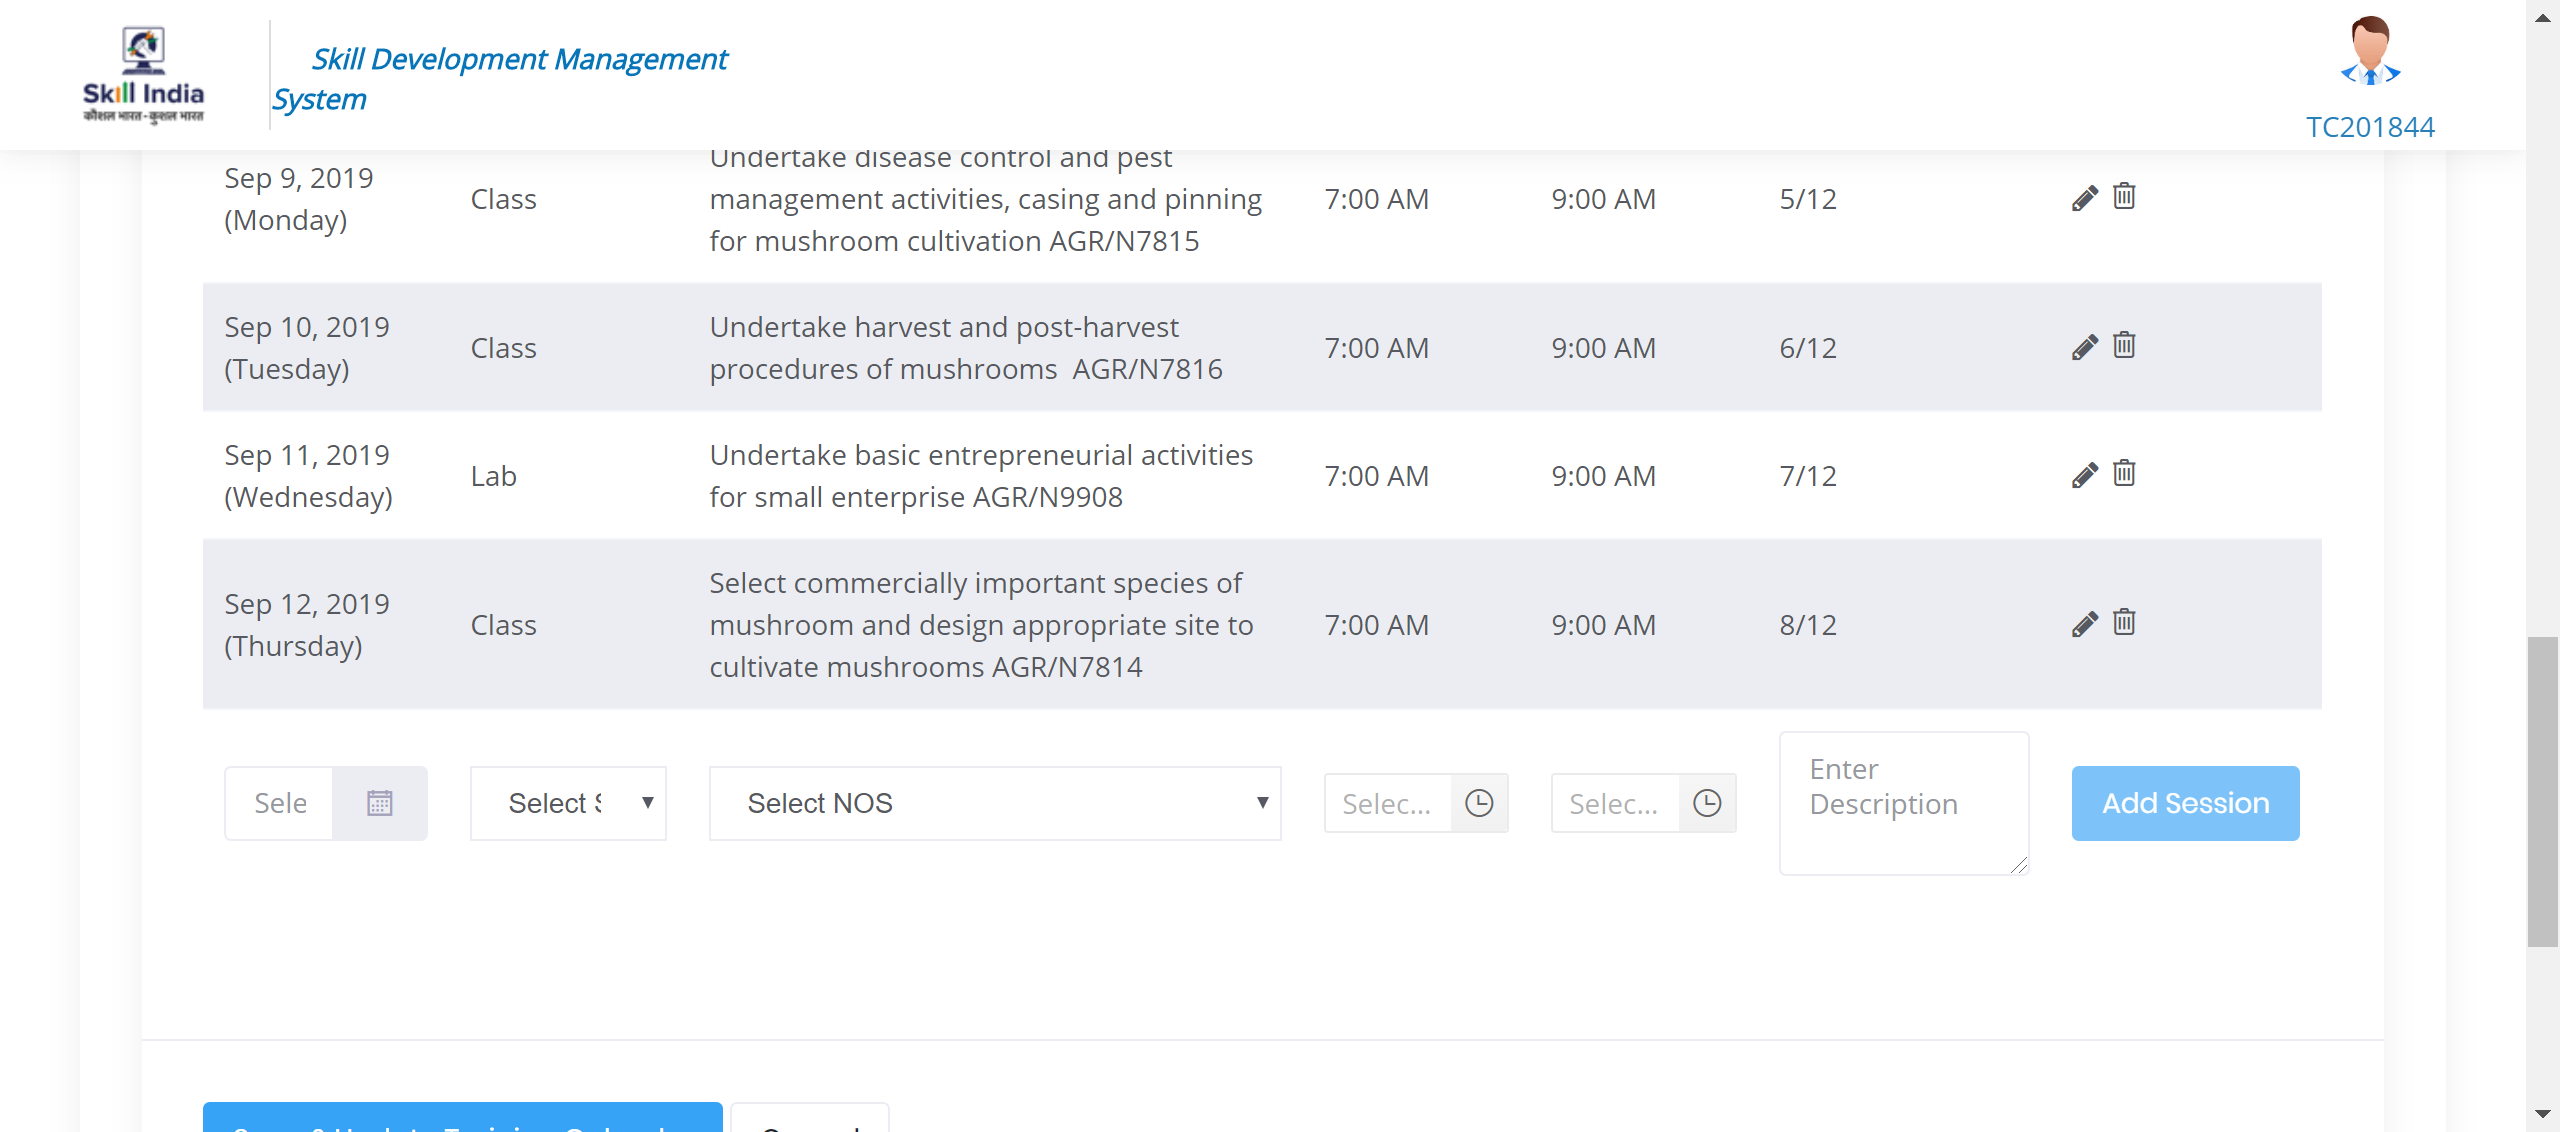 Skill India
कौशल भारत - कुशल भारत
Skill Development Management
System
TC201844
Sep 9, 2019
(Monday)
Class
Undertake disease control and pest
management activities, casing and pinning
for mushroom cultivation AGR/N7815
7:00 AM
9:00 AM
5/12
Sep 10, 2019
(Tuesday)
Class
Undertake harvest and post-harvest
procedures of mushrooms AGR/N7816
7:00 AM
9:00 AM
6/12
Sep 11, 2019
(Wednesday)
Lab
Undertake basic entrepreneurial activities
for small enterprise AGR/N9908
7:00 AM
9:00 AM
7/12
Sep 12, 2019
(Thursday)
Class
Select commercially important species of
mushroom and design appropriate site to
cultivate mushrooms AGR/N7814
7:00 AM
9:00 AM
8/12
Sele
Select S
Select NOS
Selec...
Selec...
Enter
Description
Add Session